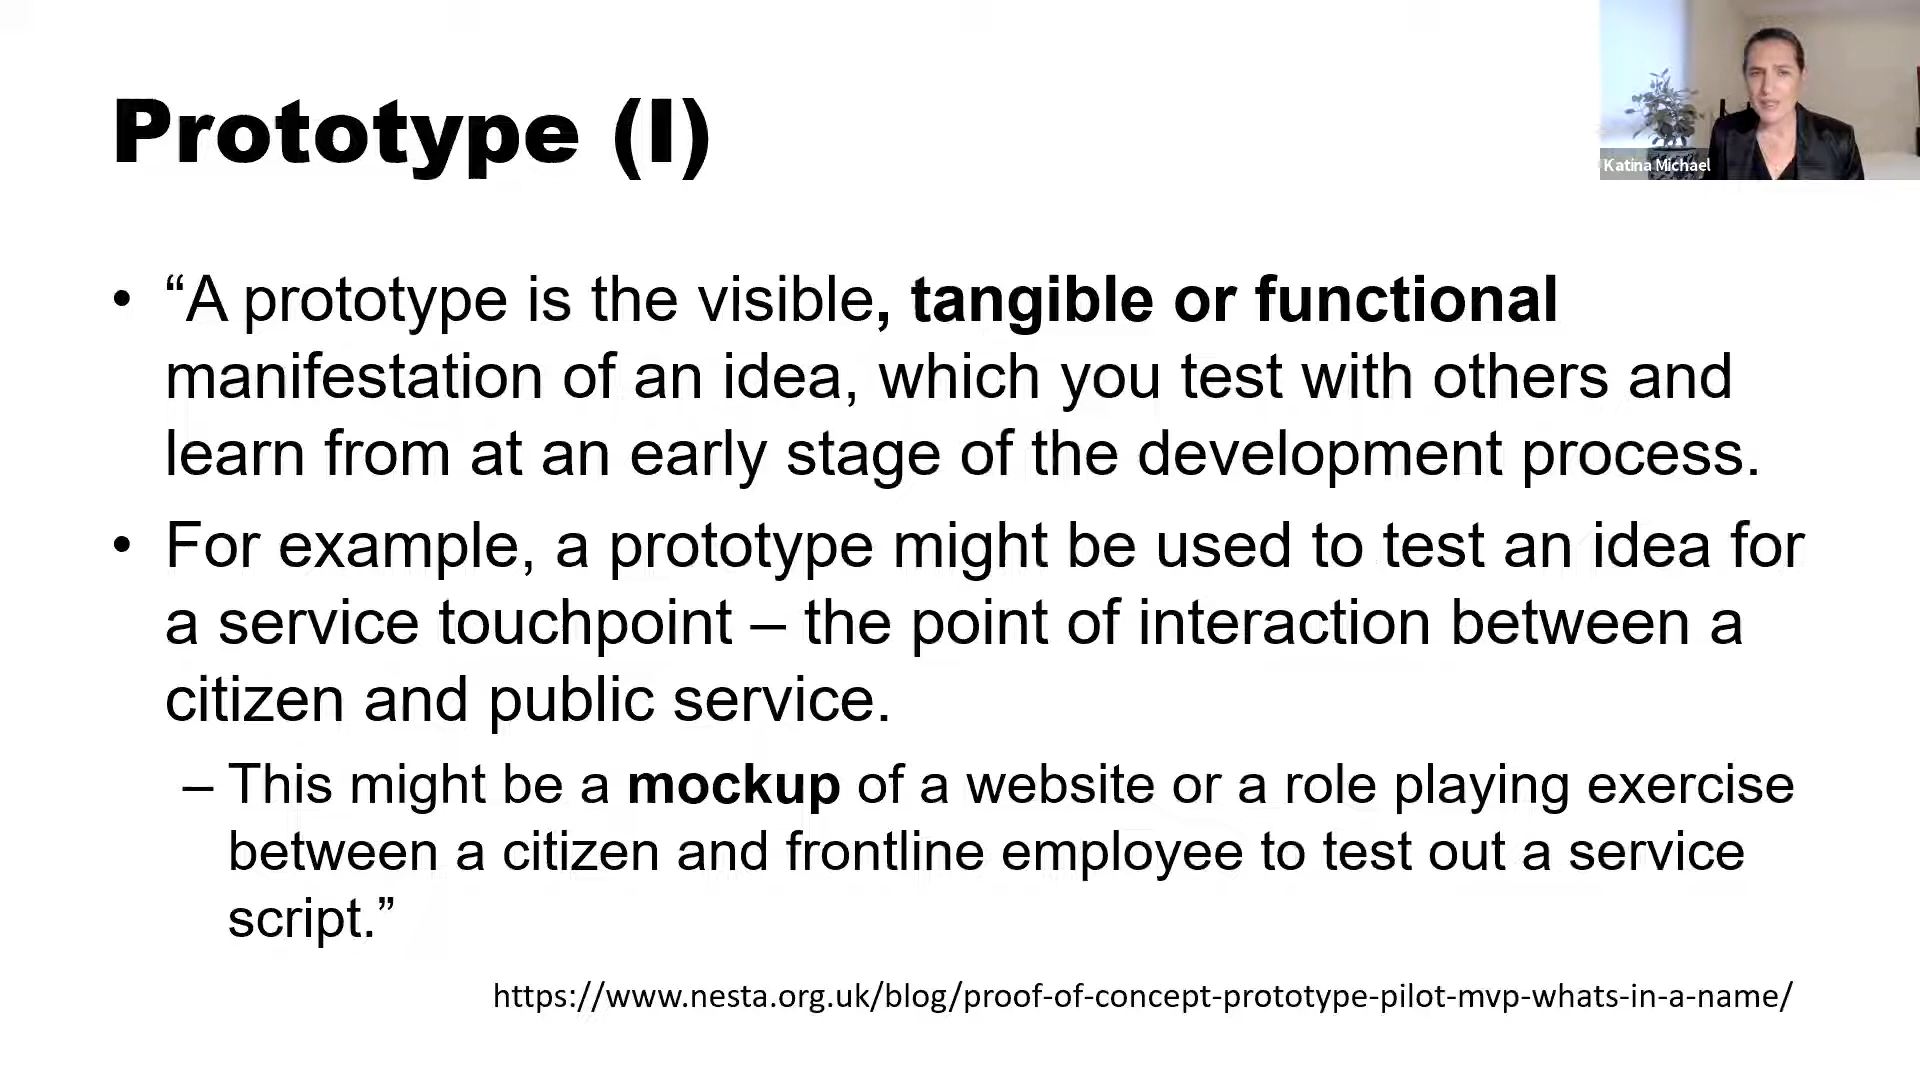 Prototype (I)
Katina Michael
• “A prototype is the visible, tangible or functional
manifestation of an idea, which you test with others and
learn from at an early stage of the development process.
• For example, a prototype might be used to test an idea for
a service touchpoint – the point of interaction between a
citizen and public service.
– This might be a mockup of a website or a role playing exercise
between a citizen and frontline employee to test out a service
script.”
https://www.nesta.org.uk/blog/proof-of-concept-prototype-pilot-mvp-whats-in-a-name/